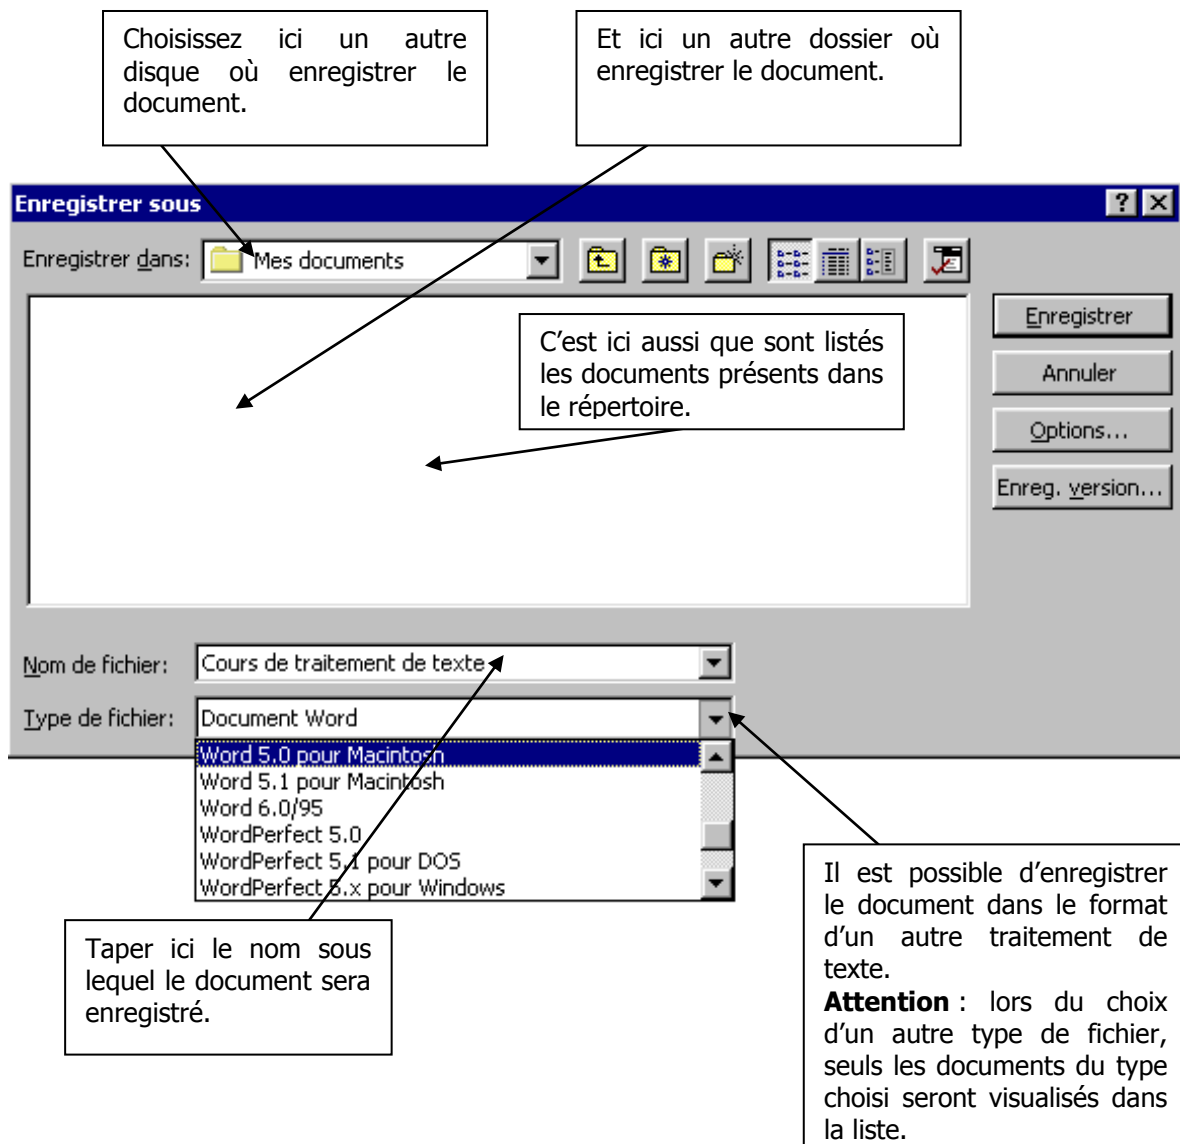 Choisissez ici un autre
disque où enregistrer le
document.
Et ici un autre dossier où
enregistrer le document.
Enregistrer sous
Enregistrer dans:
Mes documents
C’est ici aussi que sont listés
les documents présents dans
le répertoire.
Enregistrer
Annuler
Options...
Enreg. version...
Nom de fichier:
Cours de traitement de texte
Type de fichier:
Document Word
Word 5.0 pour Macintosh
Word 5.1 pour Macintosh
Word 6.0/95
WordPerfect 5.0
WordPerfect 5.1 pour DOS
WordPerfect 5.x pour Windows
Taper ici le nom sous
lequel le document sera
enregistré.
Il est possible d’enregistrer
le document dans le format
d’un autre traitement de
texte.
Attention : lors du choix
d’un autre type de fichier,
seuls les documents du type
choisi seront visualisés dans
la liste.